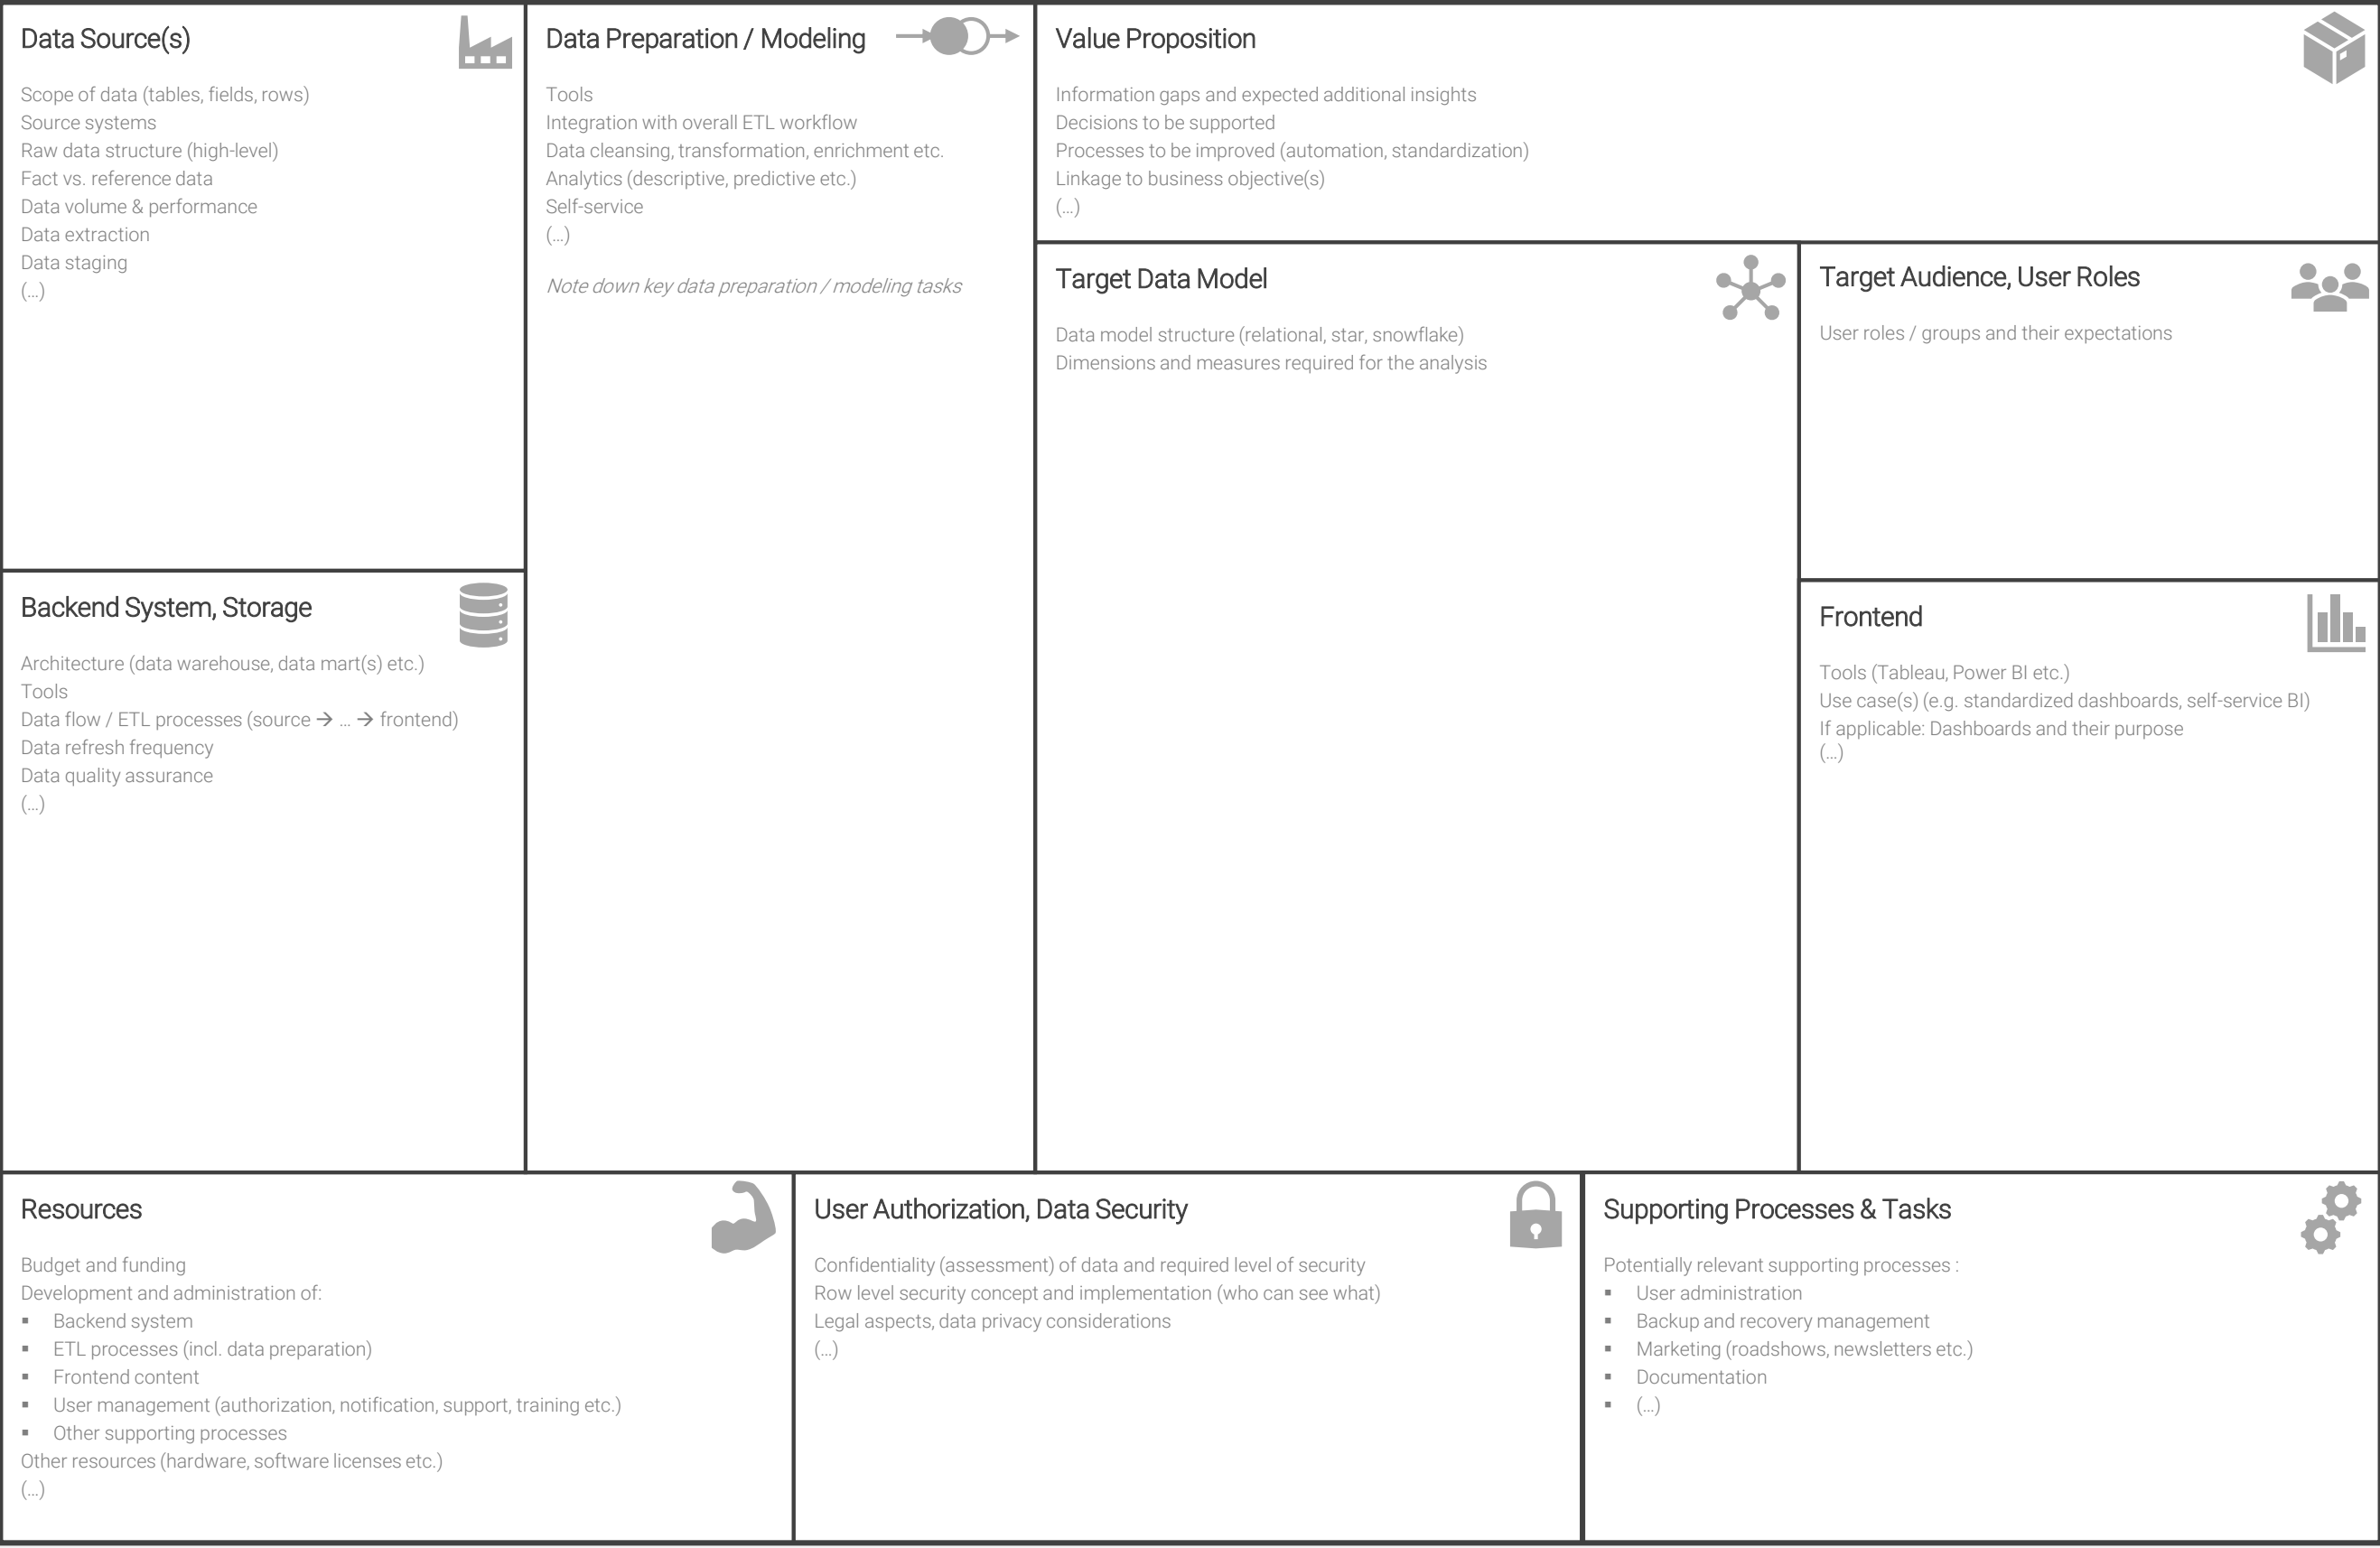 Data Source(s)
Scope of data (tables, fields, rows)
Source systems
Raw data structure (high-level)
Fact vs. reference data
Data volume & performance
Data extraction
Data staging
(...)
Data Preparation / Modeling
Tools
Integration with overall ETL workflow
Data cleansing, transformation, enrichment etc.
Analytics (descriptive, predictive etc.)
Self-service
(...)
Note down key data preparation / modeling tasks
Value Proposition
Information gaps and expected additional insights
Decisions to be supported
Processes to be improved (automation, standardization)
Linkage to business objective(s)
(...)
Target Data Model
Data model structure (relational, star, snowflake)
Dimensions and measures required for the analysis
Target Audience, User Roles
User roles / groups and their expectations
Backend System, Storage
Architecture (data warehouse, data mart(s) etc.)
Tools
Data flow / ETL processes (source → ... → frontend)
Data refresh frequency
Data quality assurance
(...)
Frontend
Tools (Tableau, Power BI etc.)
Use case(s) (e.g. standardized dashboards, self-service BI)
If applicable: Dashboards and their purpose
(...)
Resources
Budget and funding
Development and administration of:
▪ Backend system
▪ ETL processes (incl. data preparation)
▪ Frontend content
▪ User management (authorization, notification, support, training etc.)
▪ Other supporting processes
Other resources (hardware, software licenses etc.)
(...)
User Authorization, Data Security
Confidentiality (assessment) of data and required level of security
Row level security concept and implementation (who can see what)
Legal aspects, data privacy considerations
(...)
Supporting Processes & Tasks
Potentially relevant supporting processes :
▪ User administration
▪ Backup and recovery management
▪ Marketing (roadshows, newsletters etc.)
▪ Documentation
▪ (...)